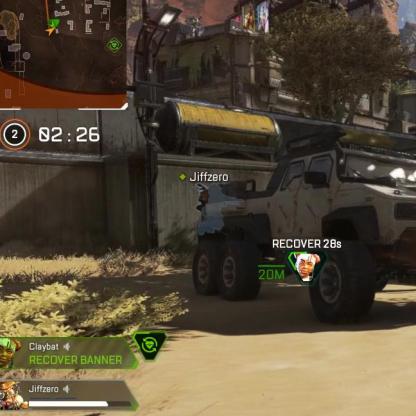 2
02:26
Jiffzero
RECOVER 28s
20M
Claybat
RECOVER BANNER
Jiffzero